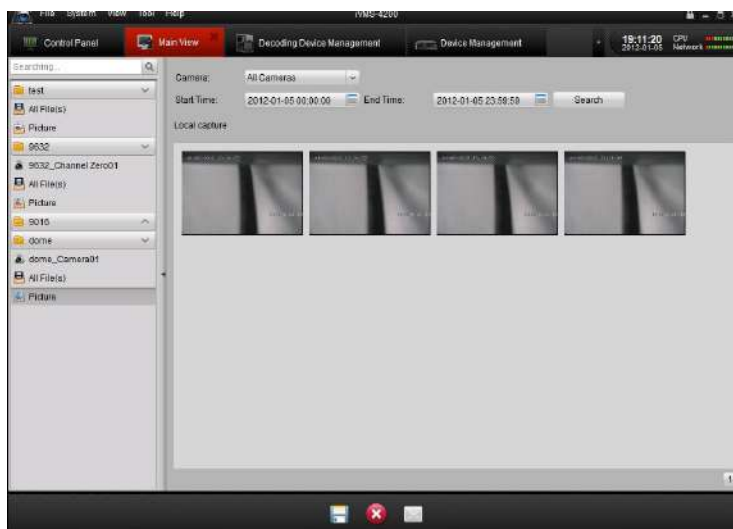 File System View Tool Help iVMS-4200
Control Panel Main View Decoding Device Management Device Management 19:11:20 CPU
2012-01-05 Network
Searching...
Camera: All Cameras
test
Start Time: 2012-01-05 00:00:00 End Time: 2012-01-05 23:59:59 Search
All File(s)
Picture
Local capture
9632
9632_Channel Zero01
All File(s)
Picture
9016
dome
dome_Camera01
All File(s)
Picture